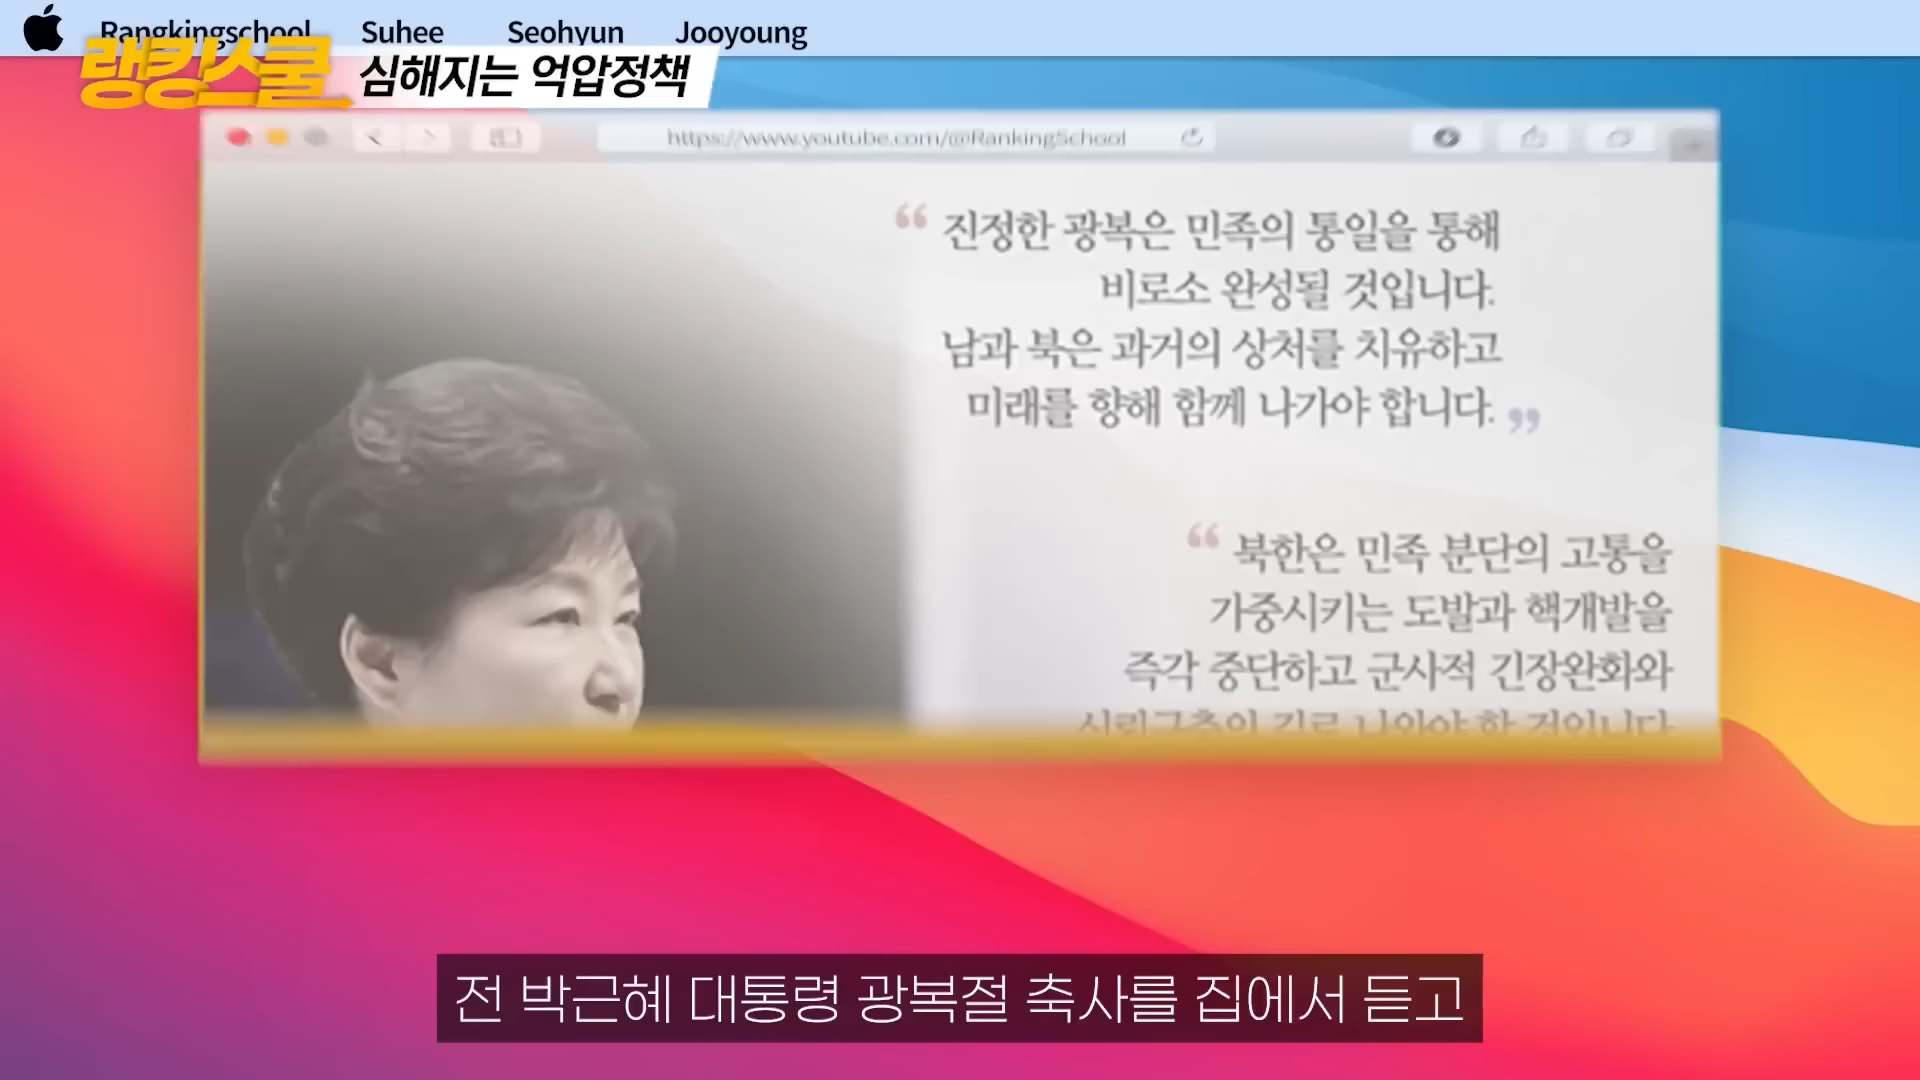 Rangkingschool Suhee Seohyun Jooyoung
랭킹스쿨 심해지는 억압정책
https://www.youtube.com/@RankingSchool
“ 진정한 광복은 민족의 통일을 통해
비로소 완성될 것입니다.
남과 북은 과거의 상처를 치유하고
미래를 향해 함께 나가야 합니다. ”
“ 북한은 민족 분단의 고통을
가중시키는 도발과 핵개발을
즉각 중단하고 군사적 긴장완화와
전 박근혜 대통령 광복절 축사를 집에서 듣고